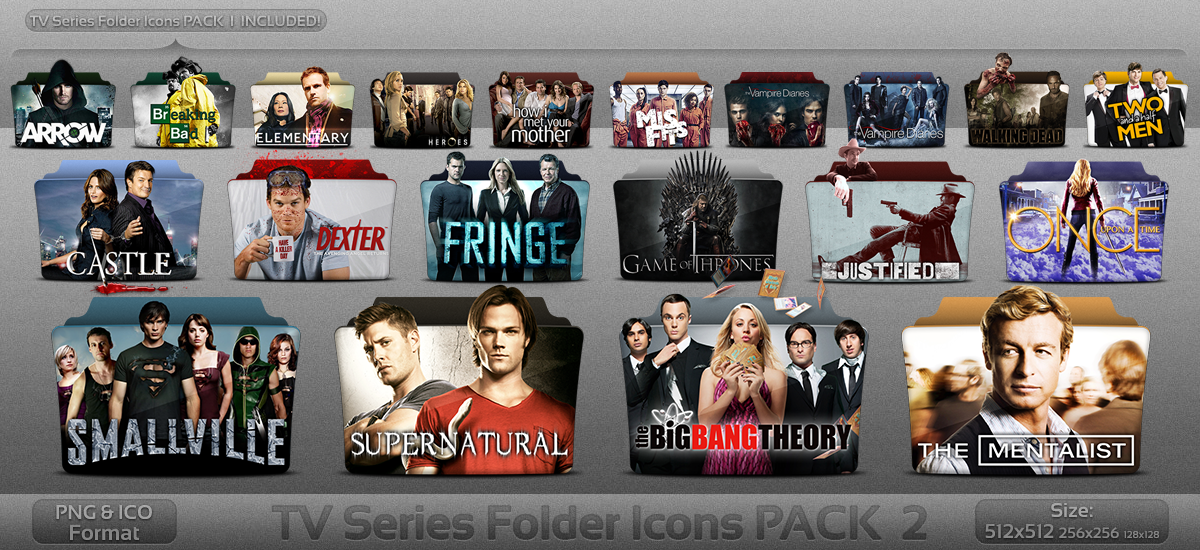 TV Series Folder Icons PACK 1 INCLUDED!
ARROW
Breaking
Ba
ELEMENTARY
HEROES
how i
met your
mother
MIS
FITS
the Vampire Diaries
the Vampire Diaries
WALKING DEAD
TWO
and a half
MEN
CASTLE
HAVE
A KILLER
DAY
DEXTER
FRINGE
GAME OF THRONES
JUSTIFIED
ONCE
UPON A TIME
SMALLVILLE
SUPERNATURAL
the BIG BANG THEORY
THE MENTALIST
PNG & ICO
Format
TV Series Folder Icons PACK 2
Size:
512x512 256x256 128x128